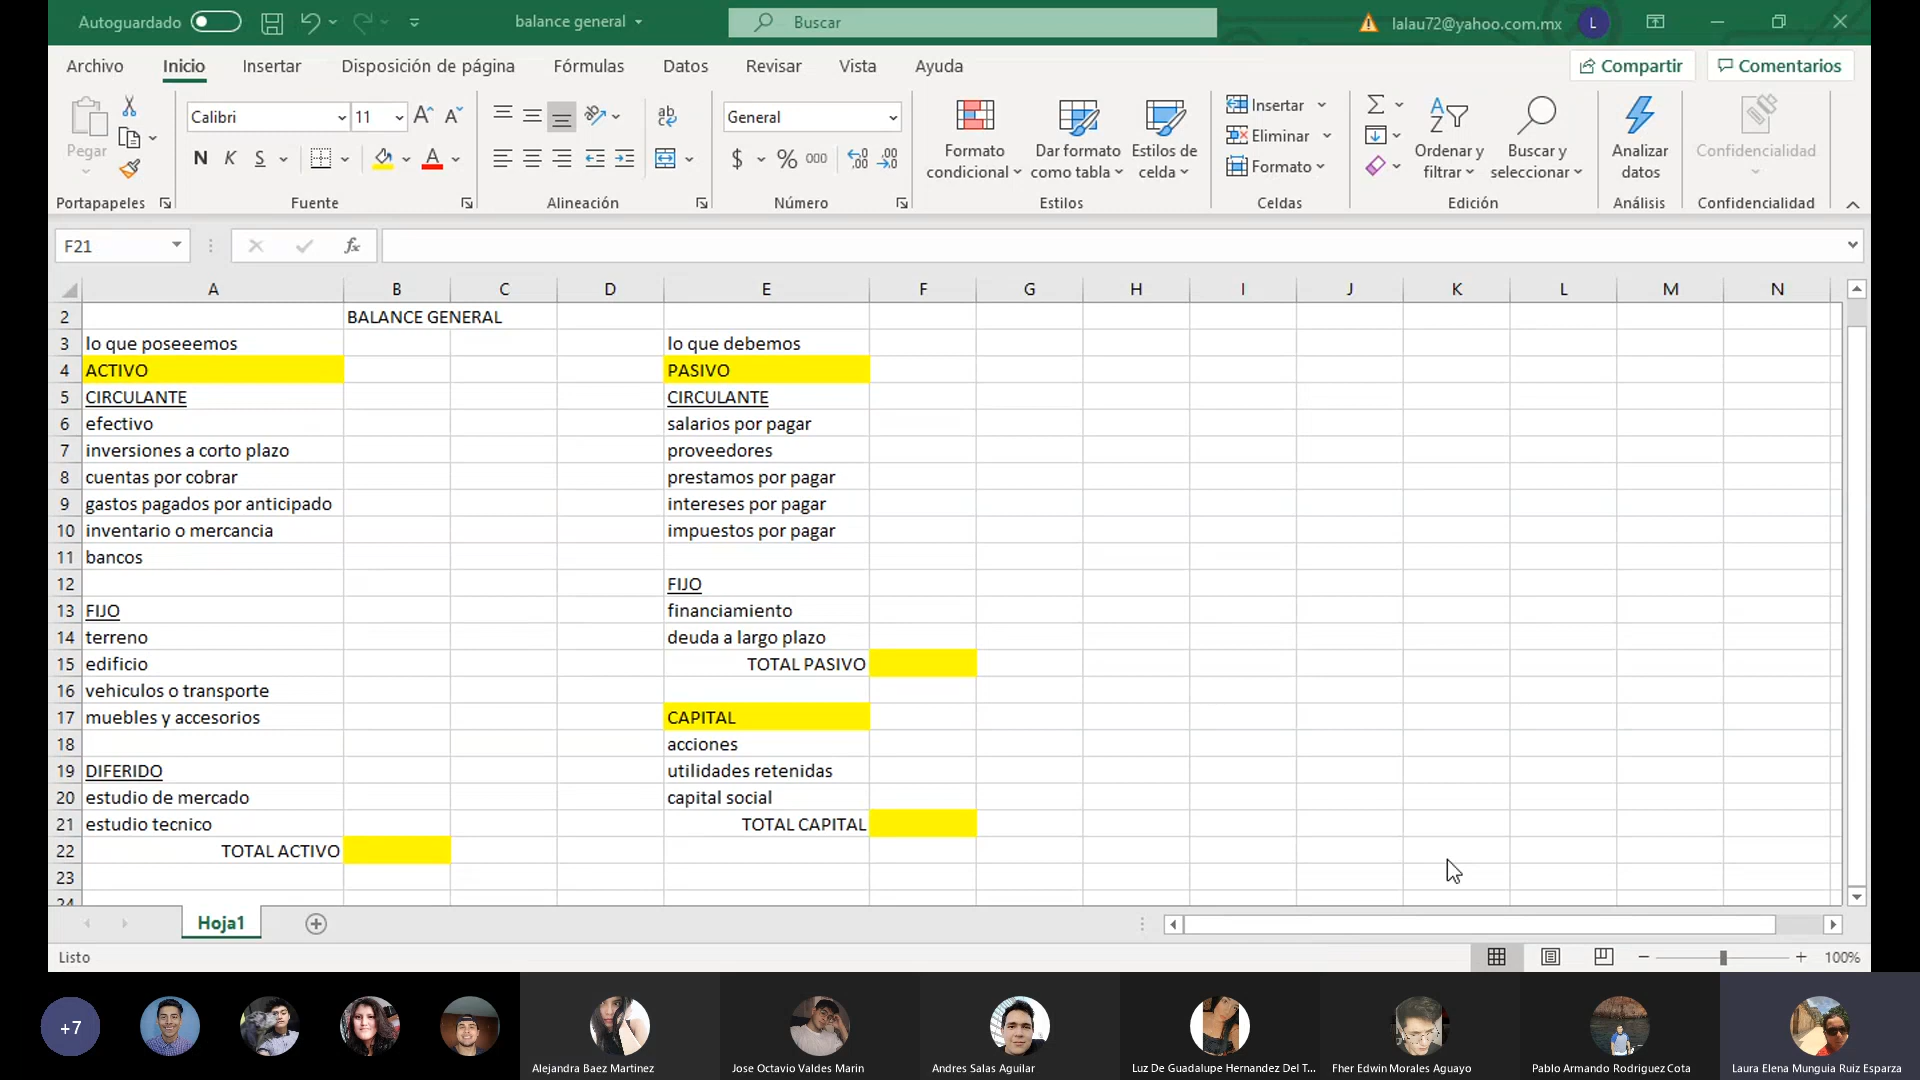 Autoguardado
balance general
Buscar
lalau72@yahoo.com.mx
L
Archivo Inicio Insertar Disposición de página Fórmulas Datos Revisar Vista Ayuda
Compartir Comentarios
Pegar
Calibri 11
N K S
General
$ % 000
Formato condicional
Dar formato como tabla
Estilos de celda
Insertar
Eliminar
Formato
Ordenar y filtrar
Buscar y seleccionar
Analizar datos
Confidencialidad
Portapapeles Fuente Alineación Número Estilos Celdas Edición Análisis Confidencialidad
F21 fx
A B C D E F G H I J K L M N
2 BALANCE GENERAL
3 lo que poseeemos lo que debemos
4 ACTIVO PASIVO
5 CIRCULANTE CIRCULANTE
6 efectivo salarios por pagar
7 inversiones a corto plazo proveedores
8 cuentas por cobrar prestamos por pagar
9 gastos pagados por anticipado intereses por pagar
10 inventario o mercancia impuestos por pagar
11 bancos
12 FIJO
13 FIJO financiamiento
14 terreno deuda a largo plazo
15 edificio TOTAL PASIVO
16 vehiculos o transporte
17 muebles y accesorios CAPITAL
18 acciones
19 DIFERIDO utilidades retenidas
20 estudio de mercado capital social
21 estudio tecnico TOTAL CAPITAL
22 TOTAL ACTIVO
23
24
Hoja1
Listo
100%
+7
Alejandra Baez Martinez
Jose Octavio Valdes Marin
Andres Salas Aguilar
Luz De Guadalupe Hernandez Del T...
Fher Edwin Morales Aguayo
Pablo Armando Rodriguez Cota
Laura Elena Munguia Ruiz Esparza